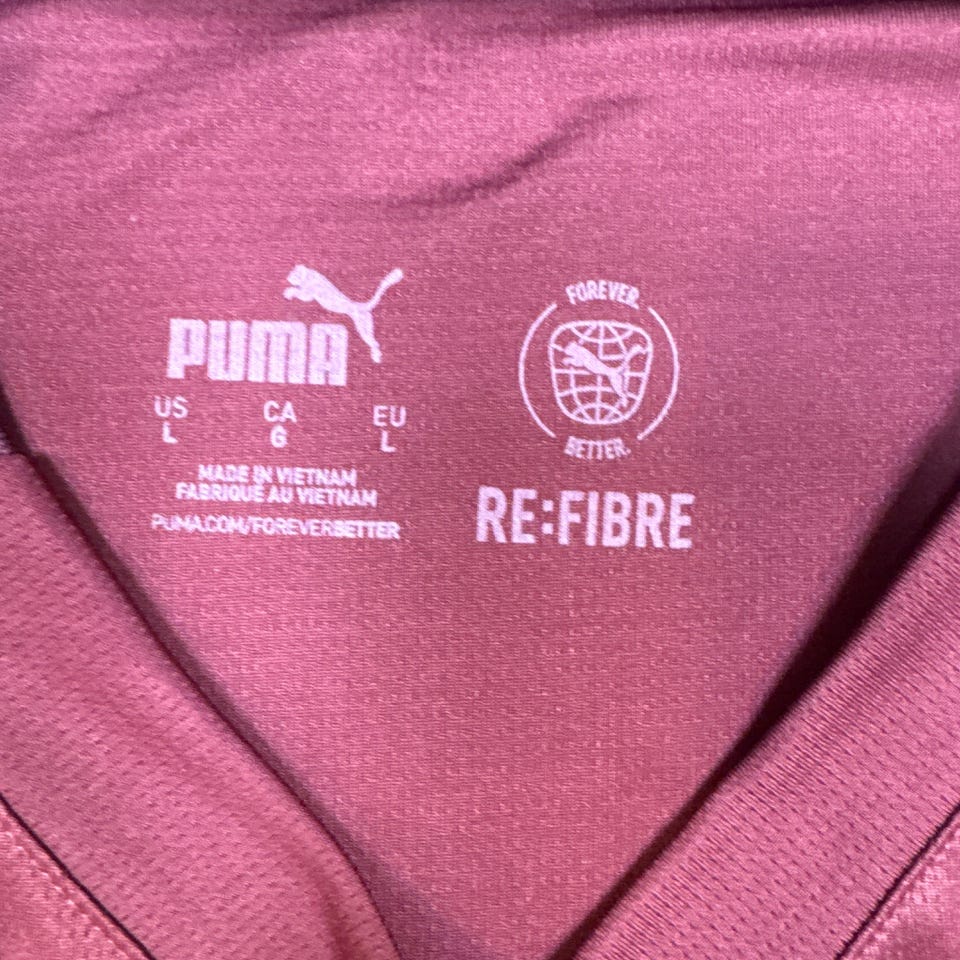 PUMA
US CA EU
L G L
MADE IN VIETNAM
FABRIQUÉ AU VIETNAM
PUMA.COM/FOREVERBETTER
FOREVER.
BETTER.
RE:FIBRE